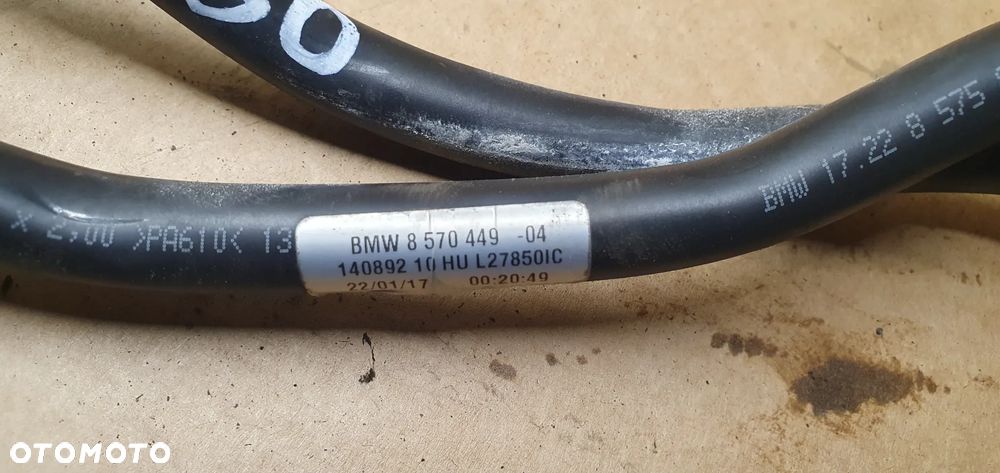 BMW 17.22 8 575
x 2,00 >PA610< 13
BMW 8 570 449 -04
140892 10 HU L27850IC
22/01/17 00:20:49
OTOMOTO